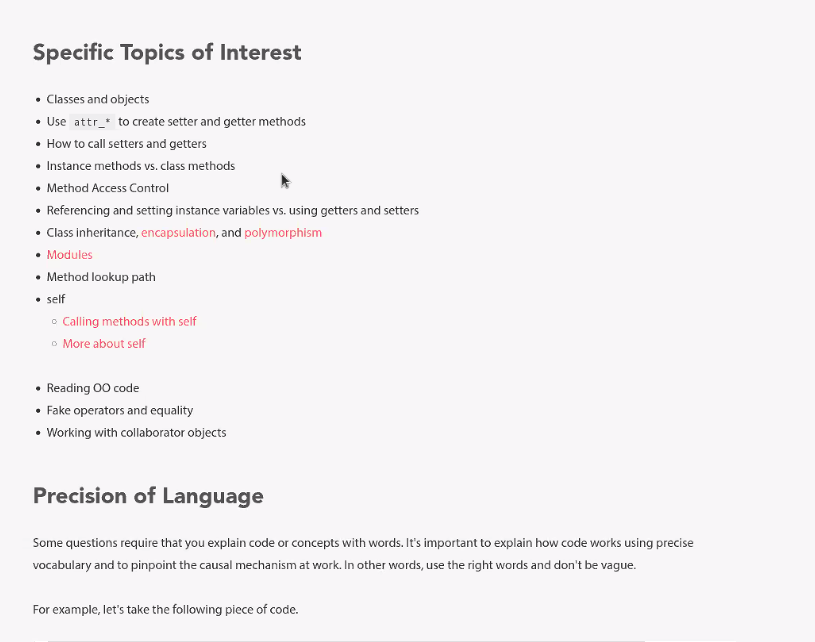 Specific Topics of Interest
Classes and objects
Use attr_* to create setter and getter methods
How to call setters and getters
Instance methods vs. class methods
Method Access Control
Referencing and setting instance variables vs. using getters and setters
Class inheritance, encapsulation, and polymorphism
Modules
Method lookup path
self
Calling methods with self
More about self
Reading OO code
Fake operators and equality
Working with collaborator objects
Precision of Language
Some questions require that you explain code or concepts with words. It's important to explain how code works using precise
vocabulary and to pinpoint the causal mechanism at work. In other words, use the right words and don't be vague.
For example, let's take the following piece of code.